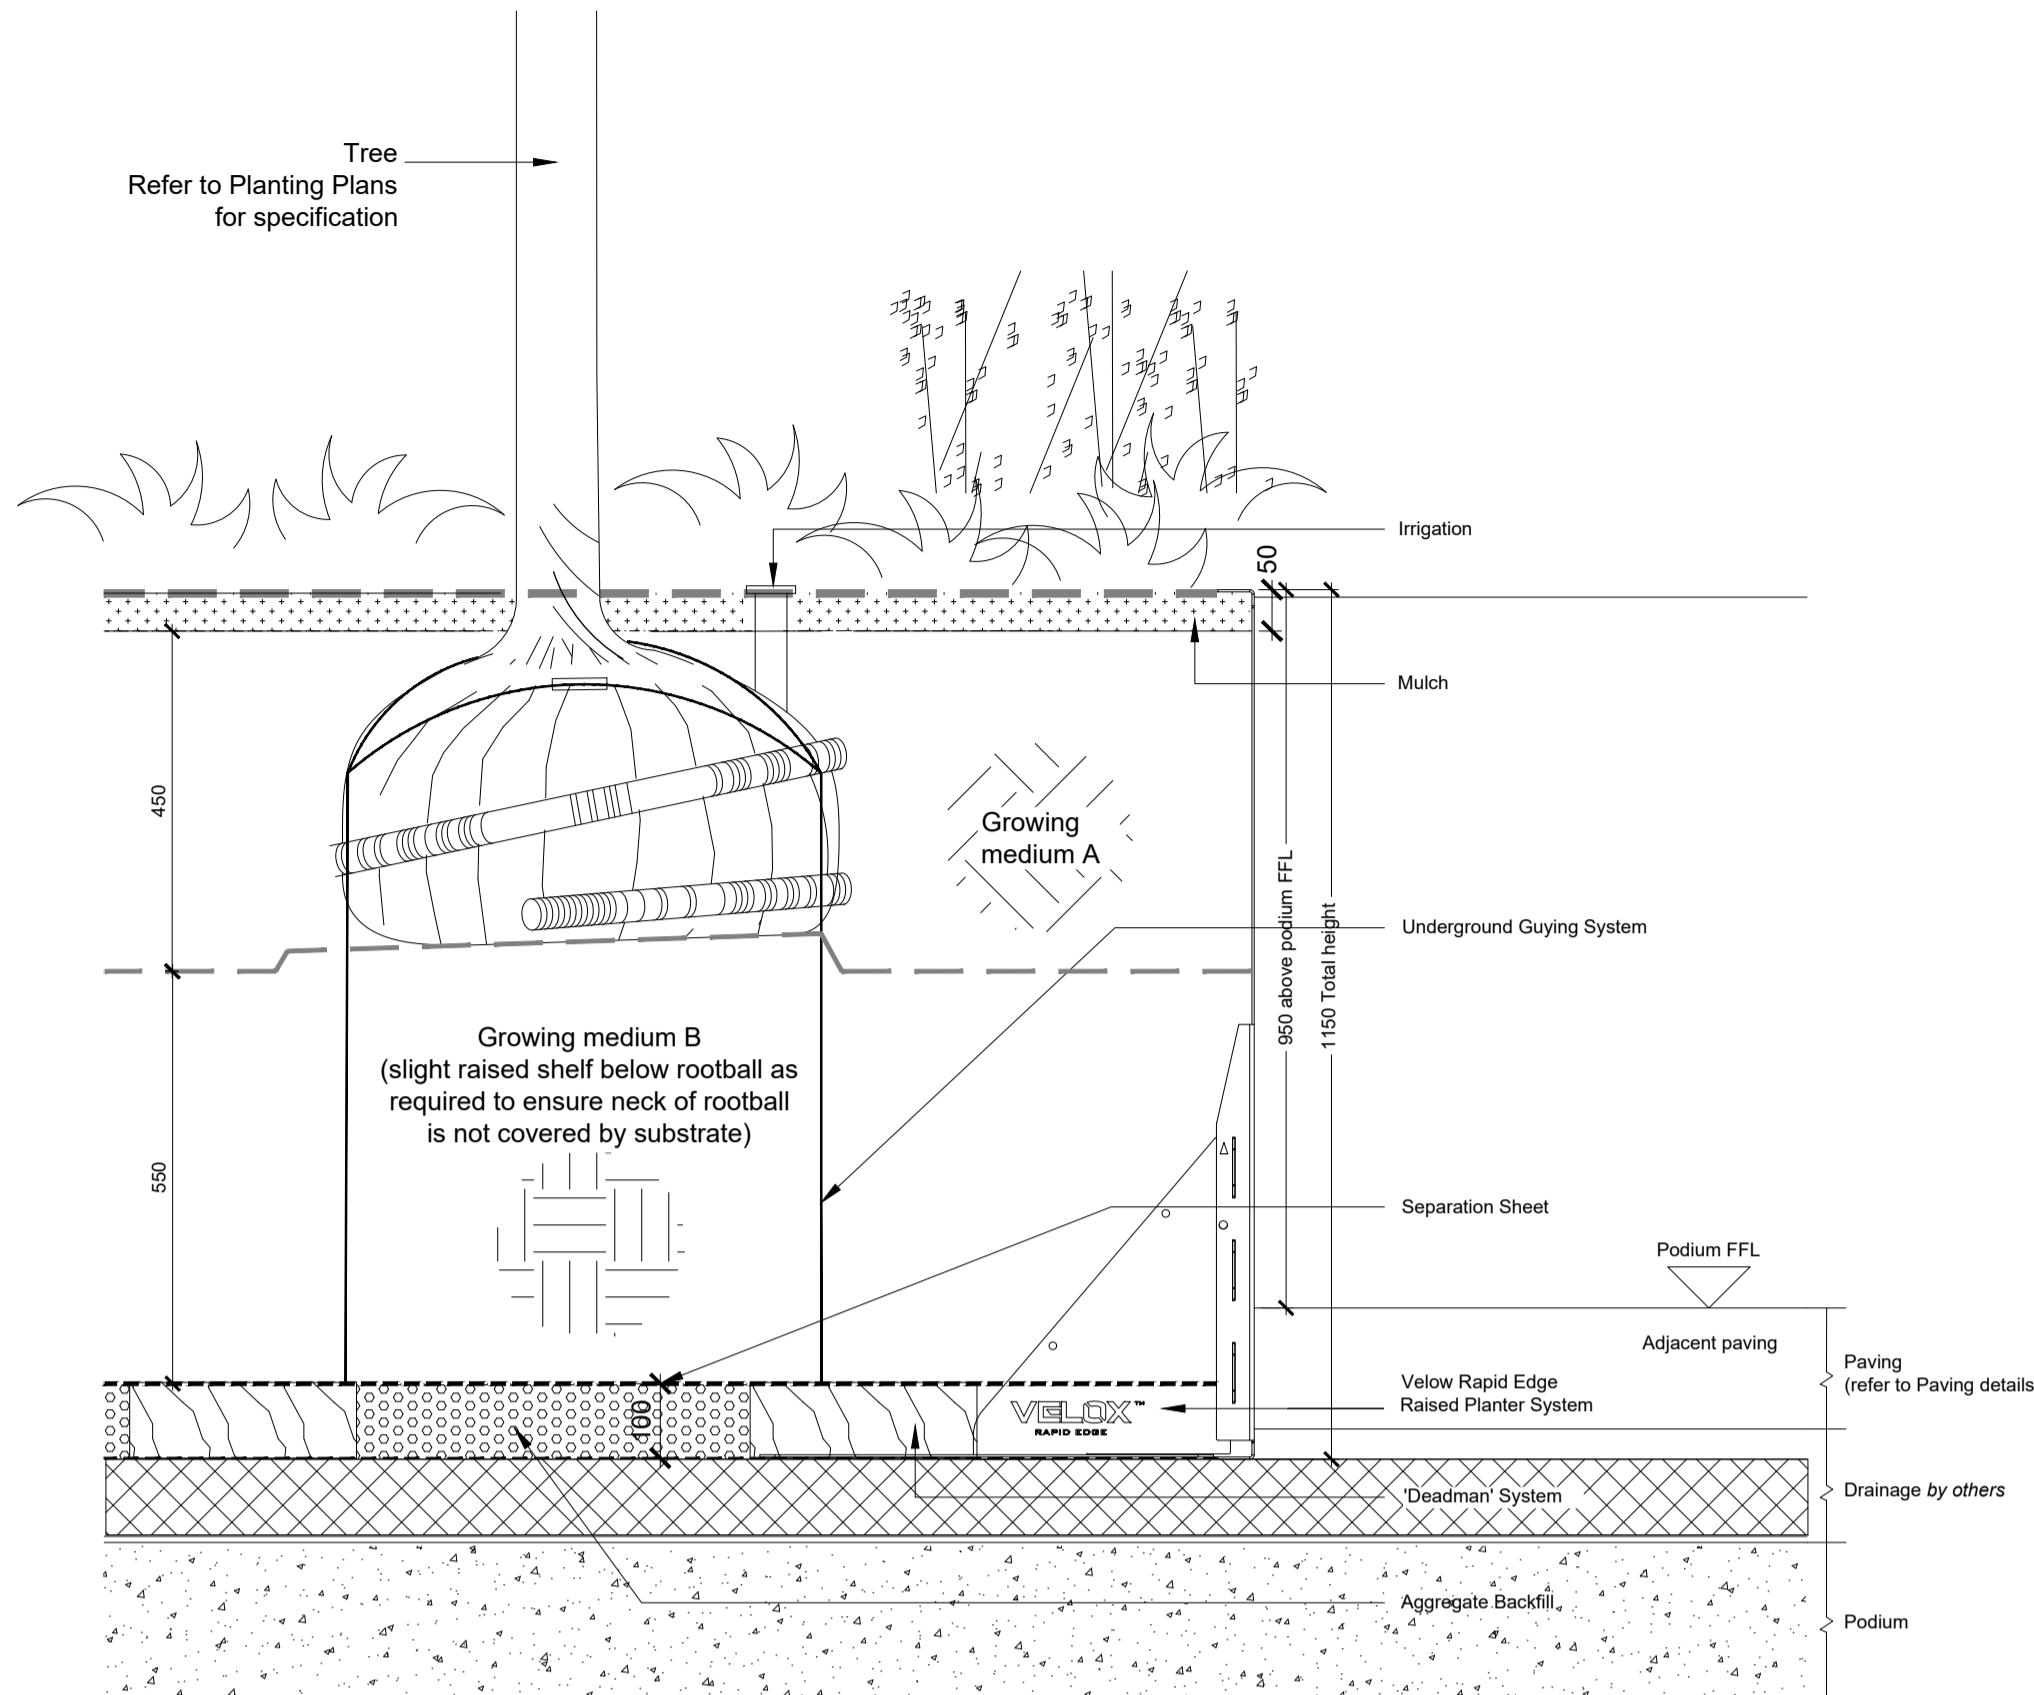 Tree
Refer to Planting Plans
for specification
Irrigation
50
Mulch
450
Growing
medium A
950 above podium FFL
1150 Total height
Underground Guying System
Growing medium B
(slight raised shelf below rootball as
required to ensure neck of rootball
is not covered by substrate)
550
Separation Sheet
Podium FFL
Adjacent paving
Paving
(refer to Paving details
Velow Rapid Edge
Raised Planter System
100
VELOX™
RAPID EDGE
'Deadman' System
Drainage by others
Aggregate Backfill
Podium